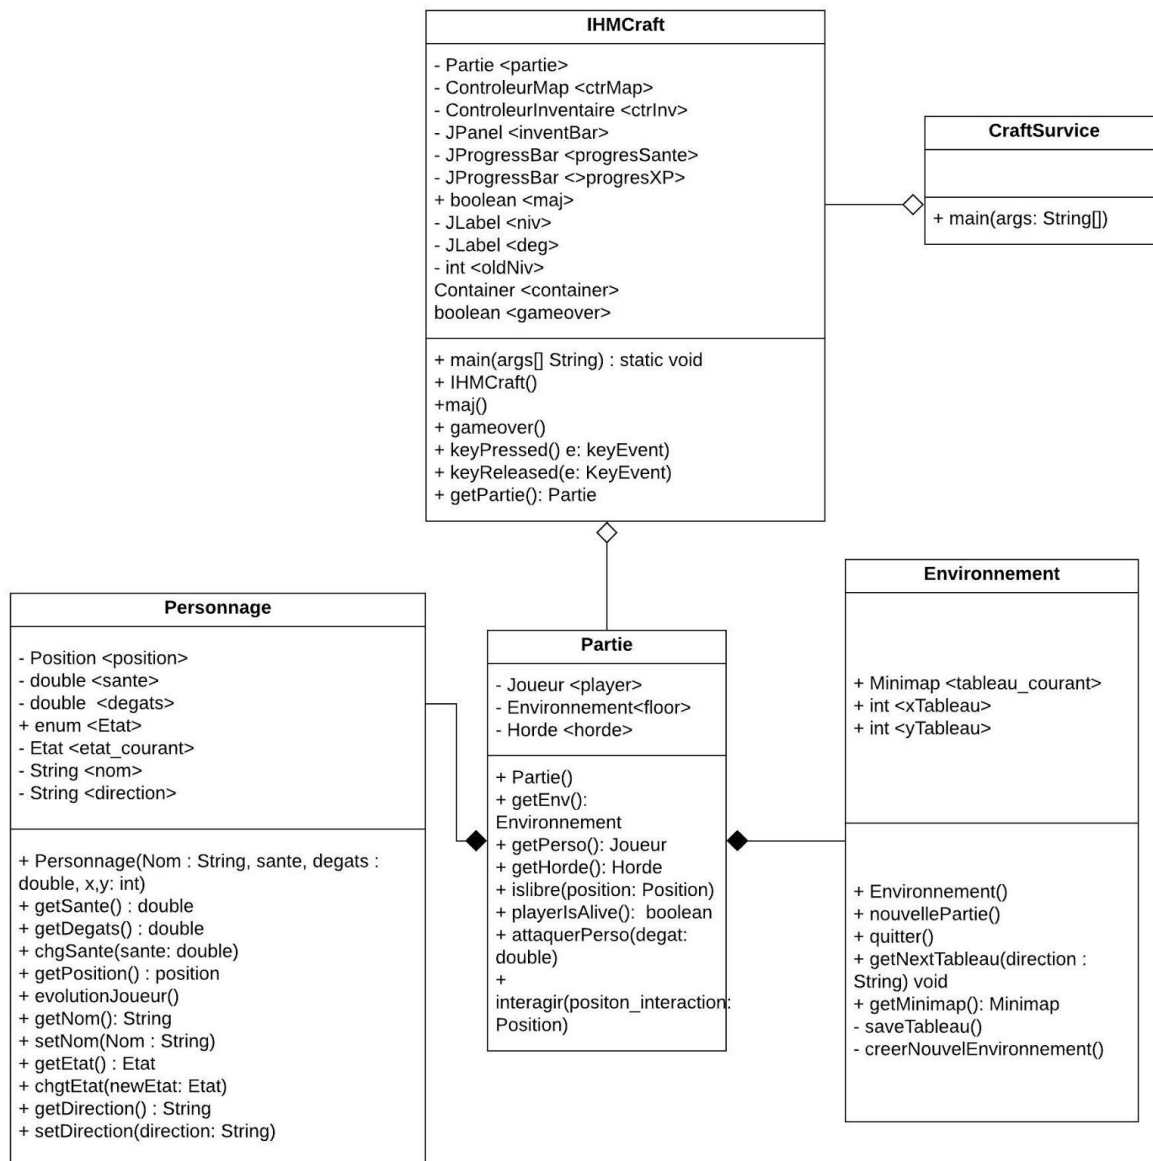 IHMCraft
- Partie <partie>
- ControleurMap <ctrMap>
- ControleurInventaire <ctrInv>
- JPanel <inventBar>
- JProgressBar <progresSante>
- JProgressBar <>progresXP>
+ boolean <maj>
- JLabel <niv>
- JLabel <deg>
- int <oldNiv>
Container <container>
boolean <gameover>
+ main(args[] String) : static void
+ IHMCraft()
+maj()
+ gameover()
+ keyPressed() e: keyEvent)
+ keyReleased(e: KeyEvent)
+ getPartie(): Partie
CraftSurvice
+ main(args: String[])
Personnage
- Position <position>
- double <sante>
- double  <degats>
+ enum <Etat>
- Etat <etat_courant>
- String <nom>
- String <direction>
+ Personnage(Nom : String, sante, degats :
double, x,y: int)
+ getSante() : double
+ getDegats() : double
+ chgSante(sante: double)
+ getPosition() : position
+ evolutionJoueur()
+ getNom(): String
+ setNom(Nom : String)
+ getEtat() : Etat
+ chgtEtat(newEtat: Etat)
+ getDirection() : String
+ setDirection(direction: String)
Partie
- Joueur <player>
- Environnement<floor>
- Horde <horde>
+ Partie()
+ getEnv():
Environnement
+ getPerso(): Joueur
+ getHorde(): Horde
+ islibre(position: Position)
+ playerIsAlive():  boolean
+ attaquerPerso(degat:
double)
+
interagir(positon_interaction:
Position)
Environnement
+ Minimap <tableau_courant>
+ int <xTableau>
+ int <yTableau>
+ Environnement()
+ nouvellePartie()
+ quitter()
+ getNextTableau(direction :
String) void
+ getMinimap(): Minimap
- saveTableau()
- creerNouvelEnvironnement()